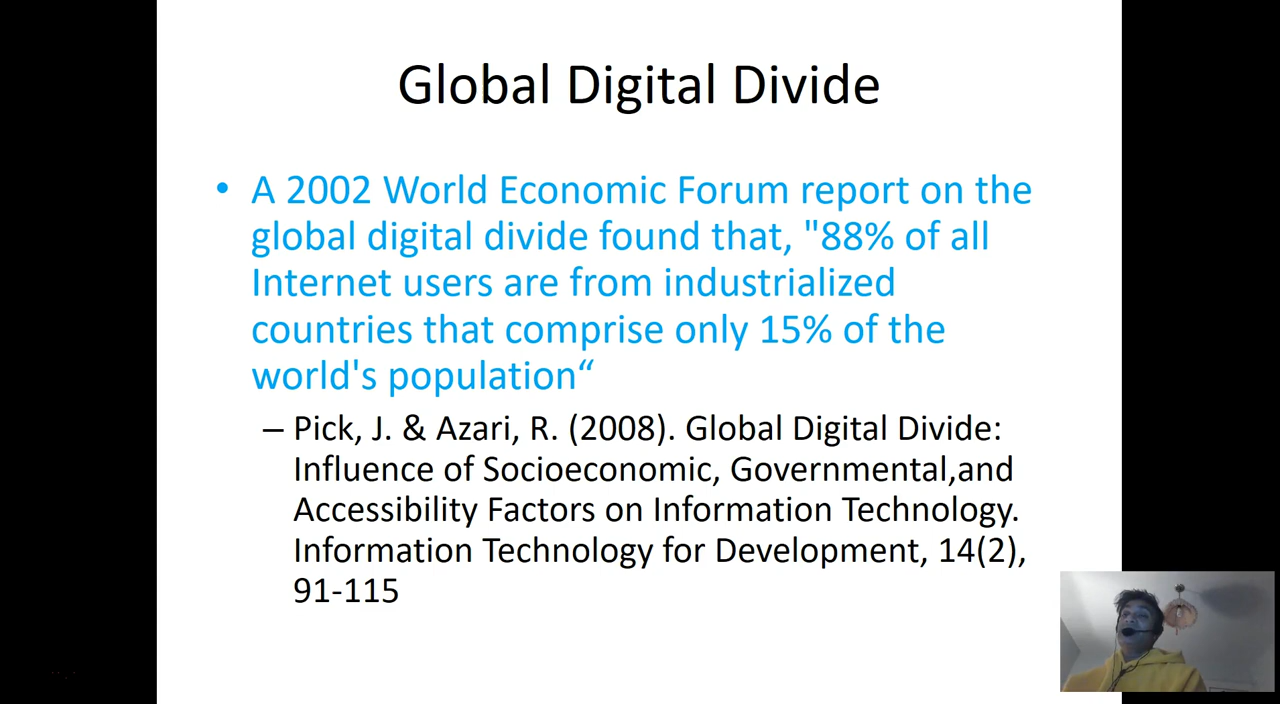 Global Digital Divide
• A 2002 World Economic Forum report on the
global digital divide found that, "88% of all
Internet users are from industrialized
countries that comprise only 15% of the
world's population“
– Pick, J. & Azari, R. (2008). Global Digital Divide:
Influence of Socioeconomic, Governmental,and
Accessibility Factors on Information Technology.
Information Technology for Development, 14(2),
91-115